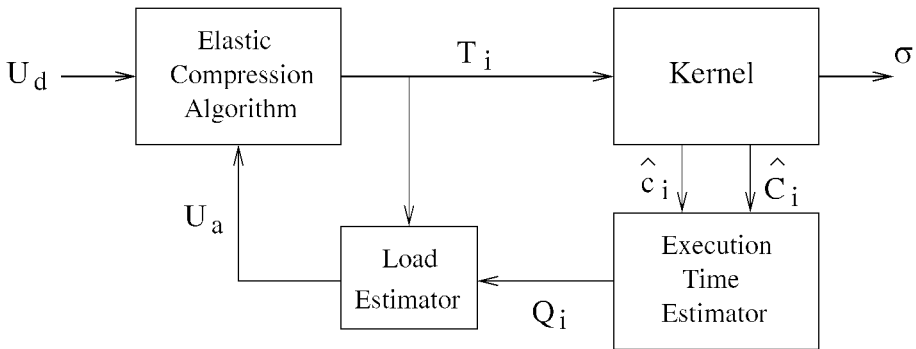 Elastic
Compression
Algorithm
U_d
T_i
Kernel
σ
ĉ_i
Ĉ_i
U_a
Load
Estimator
Q_i
Execution
Time
Estimator